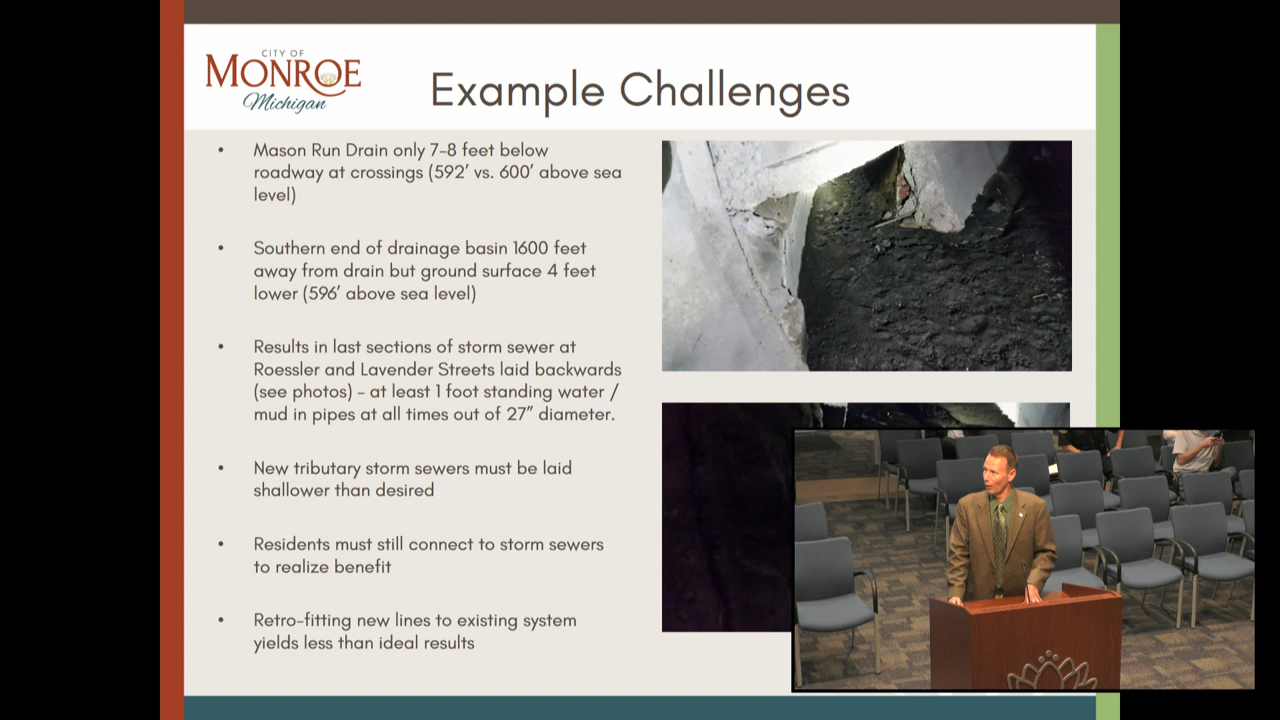 CITY OF
MONROE
Michigan
Example Challenges
• Mason Run Drain only 7-8 feet below
roadway at crossings (592’ vs. 600’ above sea
level)
• Southern end of drainage basin 1600 feet
away from drain but ground surface 4 feet
lower (596’ above sea level)
• Results in last sections of storm sewer at
Roessler and Lavender Streets laid backwards
(see photos) – at least 1 foot standing water /
mud in pipes at all times out of 27” diameter.
• New tributary storm sewers must be laid
shallower than desired
• Residents must still connect to storm sewers
to realize benefit
• Retro-fitting new lines to existing system
yields less than ideal results